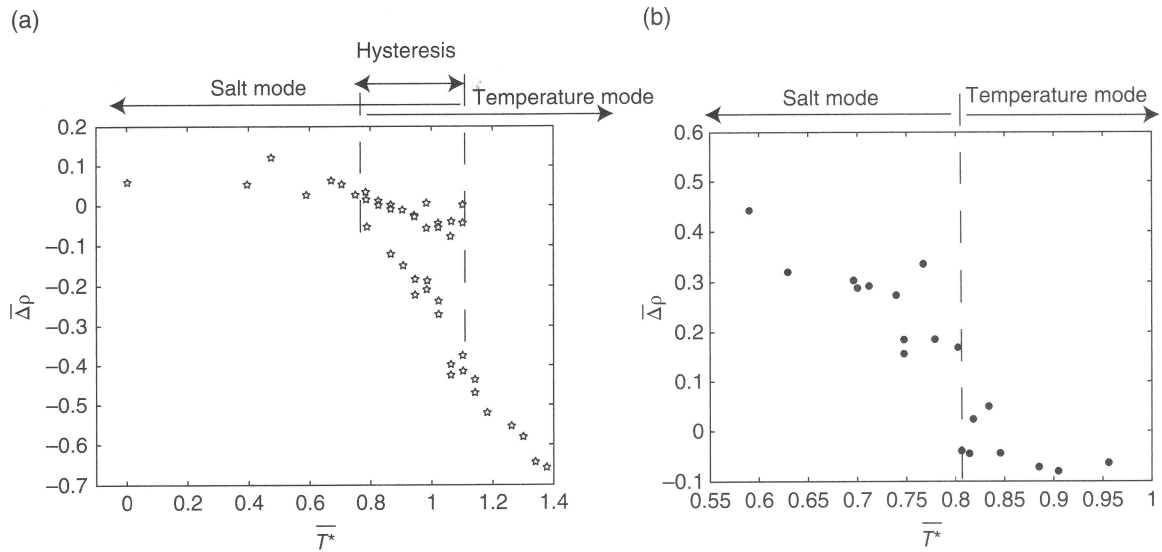 (a)
Hysteresis
Salt mode
Temperature mode
0.2
0.1
0
−0.1
−0.2
−0.3
−0.4
−0.5
−0.6
−0.7
Δ̅ρ
0 0.2 0.4 0.6 0.8 1 1.2 1.4
T*
(b)
Salt mode
Temperature mode
0.6
0.5
0.4
0.3
0.2
0.1
0
−0.1
Δ̅ρ
0.55 0.6 0.65 0.7 0.75 0.8 0.85 0.9 0.95 1
T*